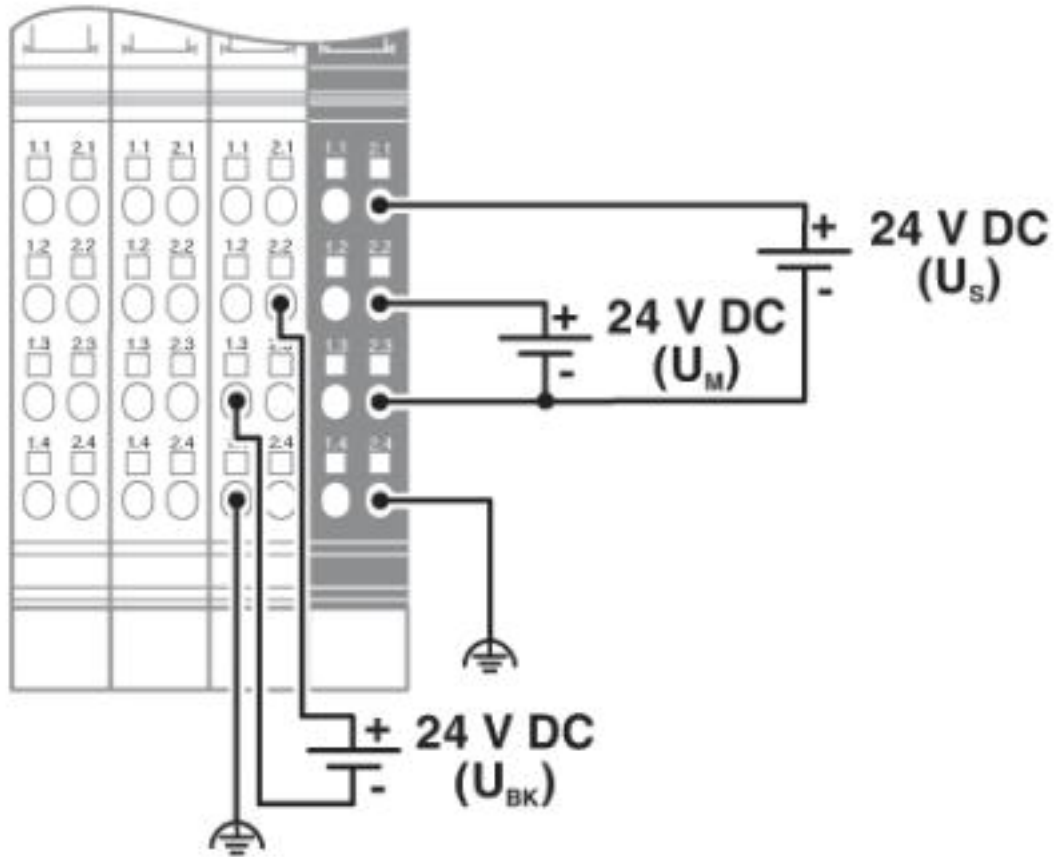 1.1 2.1 1.1 2.1 1.1 2.1 1.1 2.1
1.2 2.2 1.2 2.2 1.2 2.2 1.2 2.2
1.3 2.3 1.3 2.3 1.3 1.3 2.3
1.4 2.4 1.4 2.4 2.4 1.4 2.4
+ 24 V DC
- (U_S)
+ 24 V DC
- (U_M)
+ 24 V DC
- (U_BK)